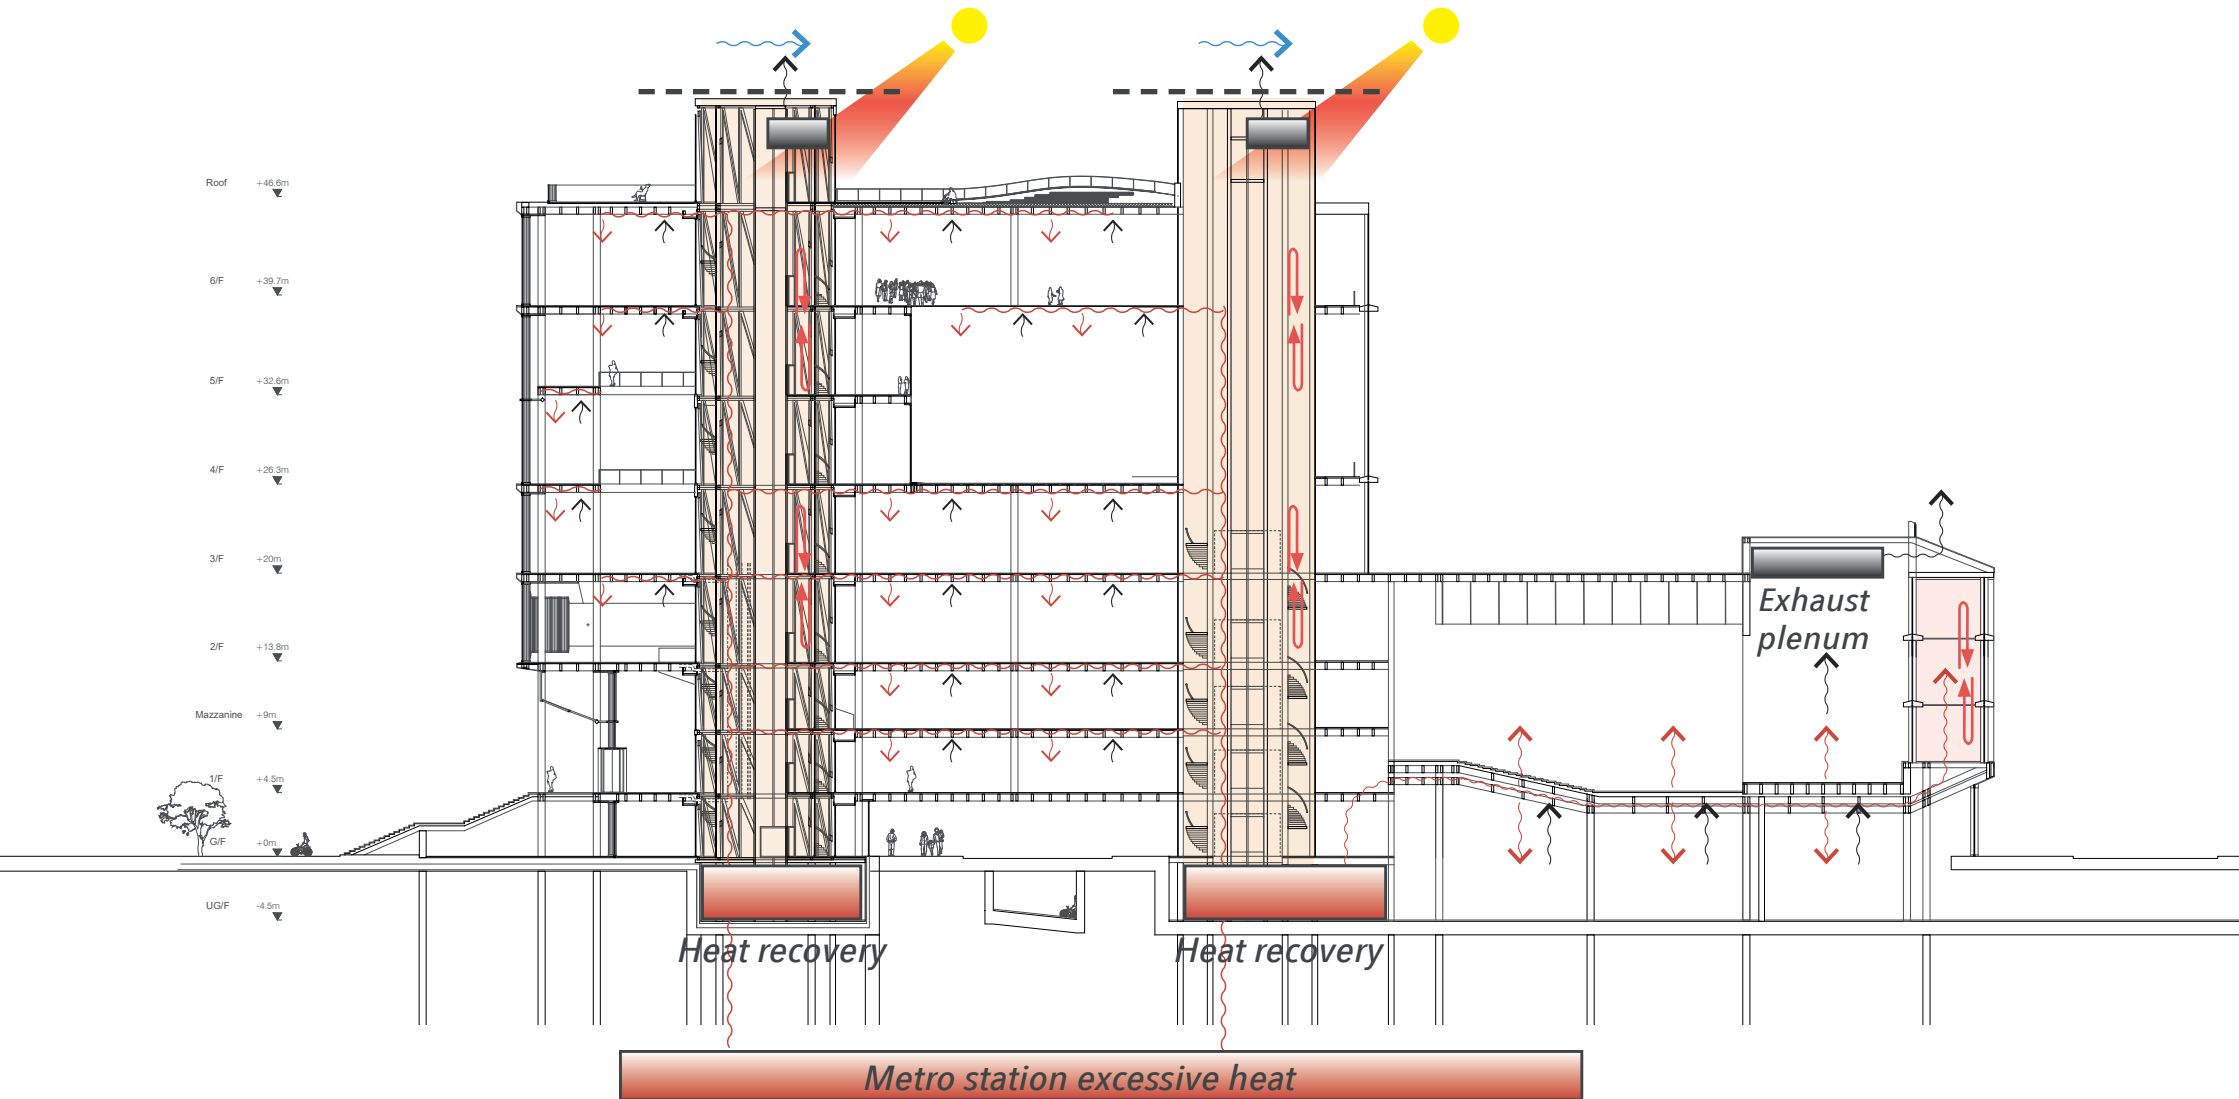 Roof +46.6m
6/F +39.7m
5/F +32.6m
4/F +26.3m
3/F +20m
Exhaust
plenum
2/F +13.8m
Mazzanine +9m
1/F +4.5m
G/F +0m
UG/F -4.5m
Heat recovery
Heat recovery
Metro station excessive heat